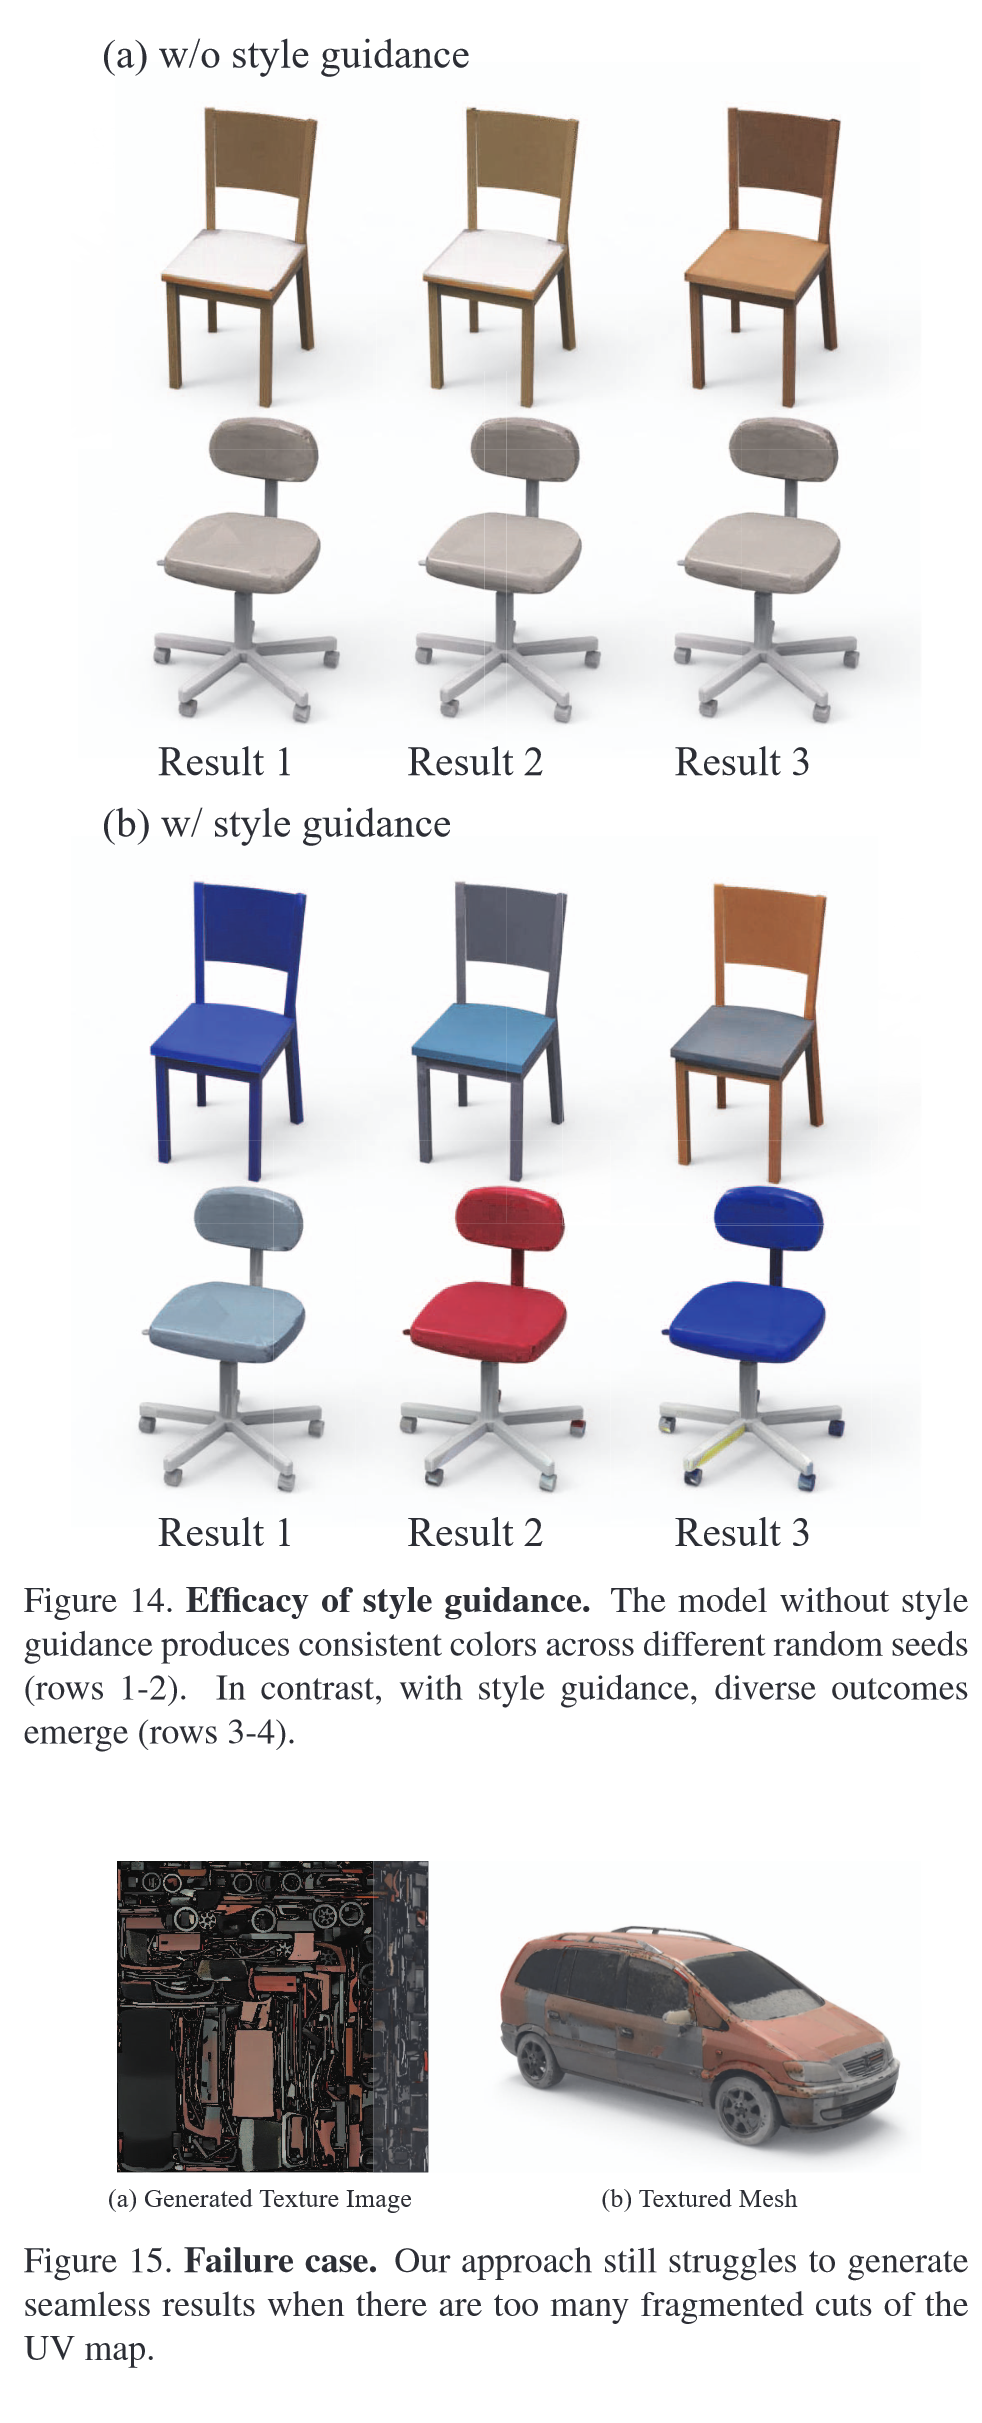 (a) w/o style guidance
Result 1 Result 2 Result 3
(b) w/ style guidance
Result 1 Result 2 Result 3
Figure 14. Efficacy of style guidance. The model without style
guidance produces consistent colors across different random seeds
(rows 1-2). In contrast, with style guidance, diverse outcomes
emerge (rows 3-4).
(a) Generated Texture Image (b) Textured Mesh
Figure 15. Failure case. Our approach still struggles to generate
seamless results when there are too many fragmented cuts of the
UV map.